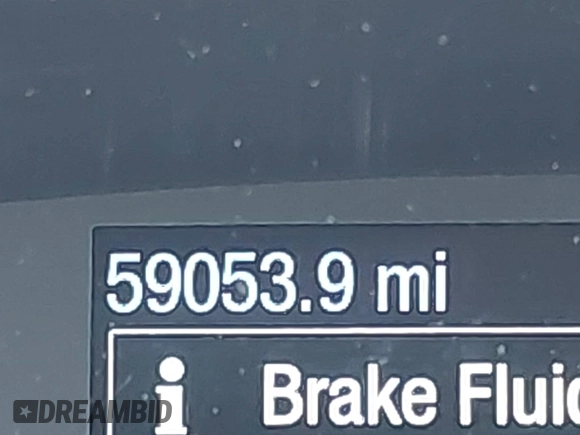 59053.9 mi
i Brake Fluid
DREAMBID